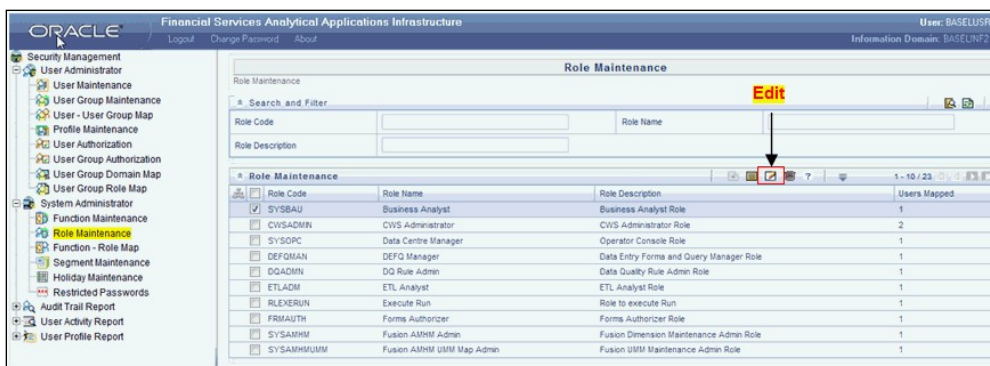 ORACLE
Financial Services Analytical Applications Infrastructure
User: BASELUSR
Logout Change Password About
Information Domain: BASELINF2
Security Management
User Administrator
User Maintenance
User Group Maintenance
User - User Group Map
Profile Maintenance
User Authorization
User Group Authorization
User Group Domain Map
User Group Role Map
System Administrator
Function Maintenance
Role Maintenance
Function - Role Map
Segment Maintenance
Holiday Maintenance
Restricted Passwords
Audit Trail Report
User Activity Report
User Profile Report
Role Maintenance
Role Maintenance
Edit
Search and Filter
Role Code
Role Name
Role Description
Role Maintenance
?
1 - 10 / 23
Role Code Role Name Role Description Users Mapped
SYSBAU Business Analyst Business Analyst Role 1
CWSADMIN CWS Administrator CWS Administrator Role 2
SYSOPC Data Centre Manager Operator Console Role 1
DEFQMAN DEFQ Manager Data Entry Forms and Query Manager Role 1
DQADMN DQ Rule Admin Data Quality Rule Admin Role 1
ETLADM ETL Analyst ETL Analyst Role 1
RLEXERUN Execute Run Role to execute Run 1
FRMAUTH Forms Authorizer Forms Authorizer Role 1
SYSAMHM Fusion AMHM Admin Fusion Dimension Maintenance Admin Role 1
SYSAMHMUMM Fusion AMHM UMM Map Admin Fusion UMM Maintenance Admin Role 1